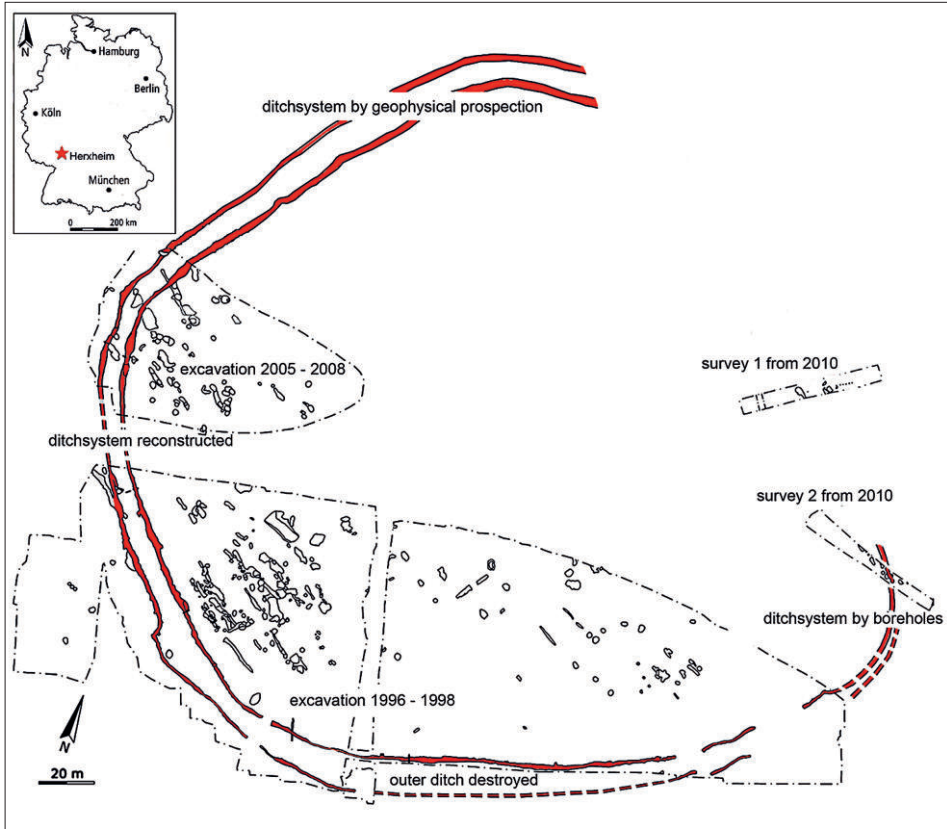 N
Hamburg
Berlin
Köln
Herxheim
München
0 200 km
ditchsystem by geophysical prospection
excavation 2005 - 2008
survey 1 from 2010
ditchsystem reconstructed
survey 2 from 2010
ditchsystem by boreholes
excavation 1996 - 1998
N
20 m
outer ditch destroyed